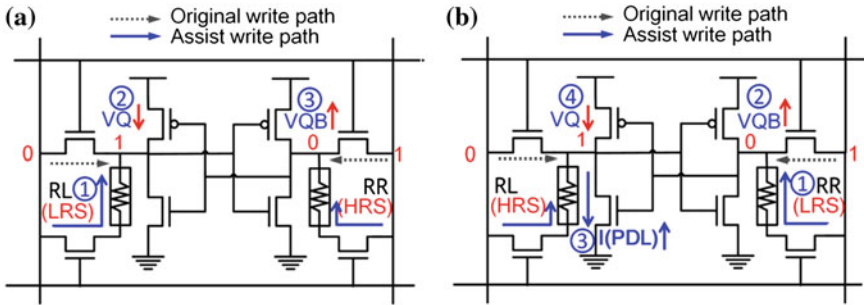 (a)
Original write path
Assist write path
② ③
VQ VQB
1 0
0 1
RL ① RR
(LRS) (HRS)
(b)
Original write path
Assist write path
④ ②
VQ VQB
1 0
0 1
RL ① RR
(HRS) (LRS)
③ I(PDL)